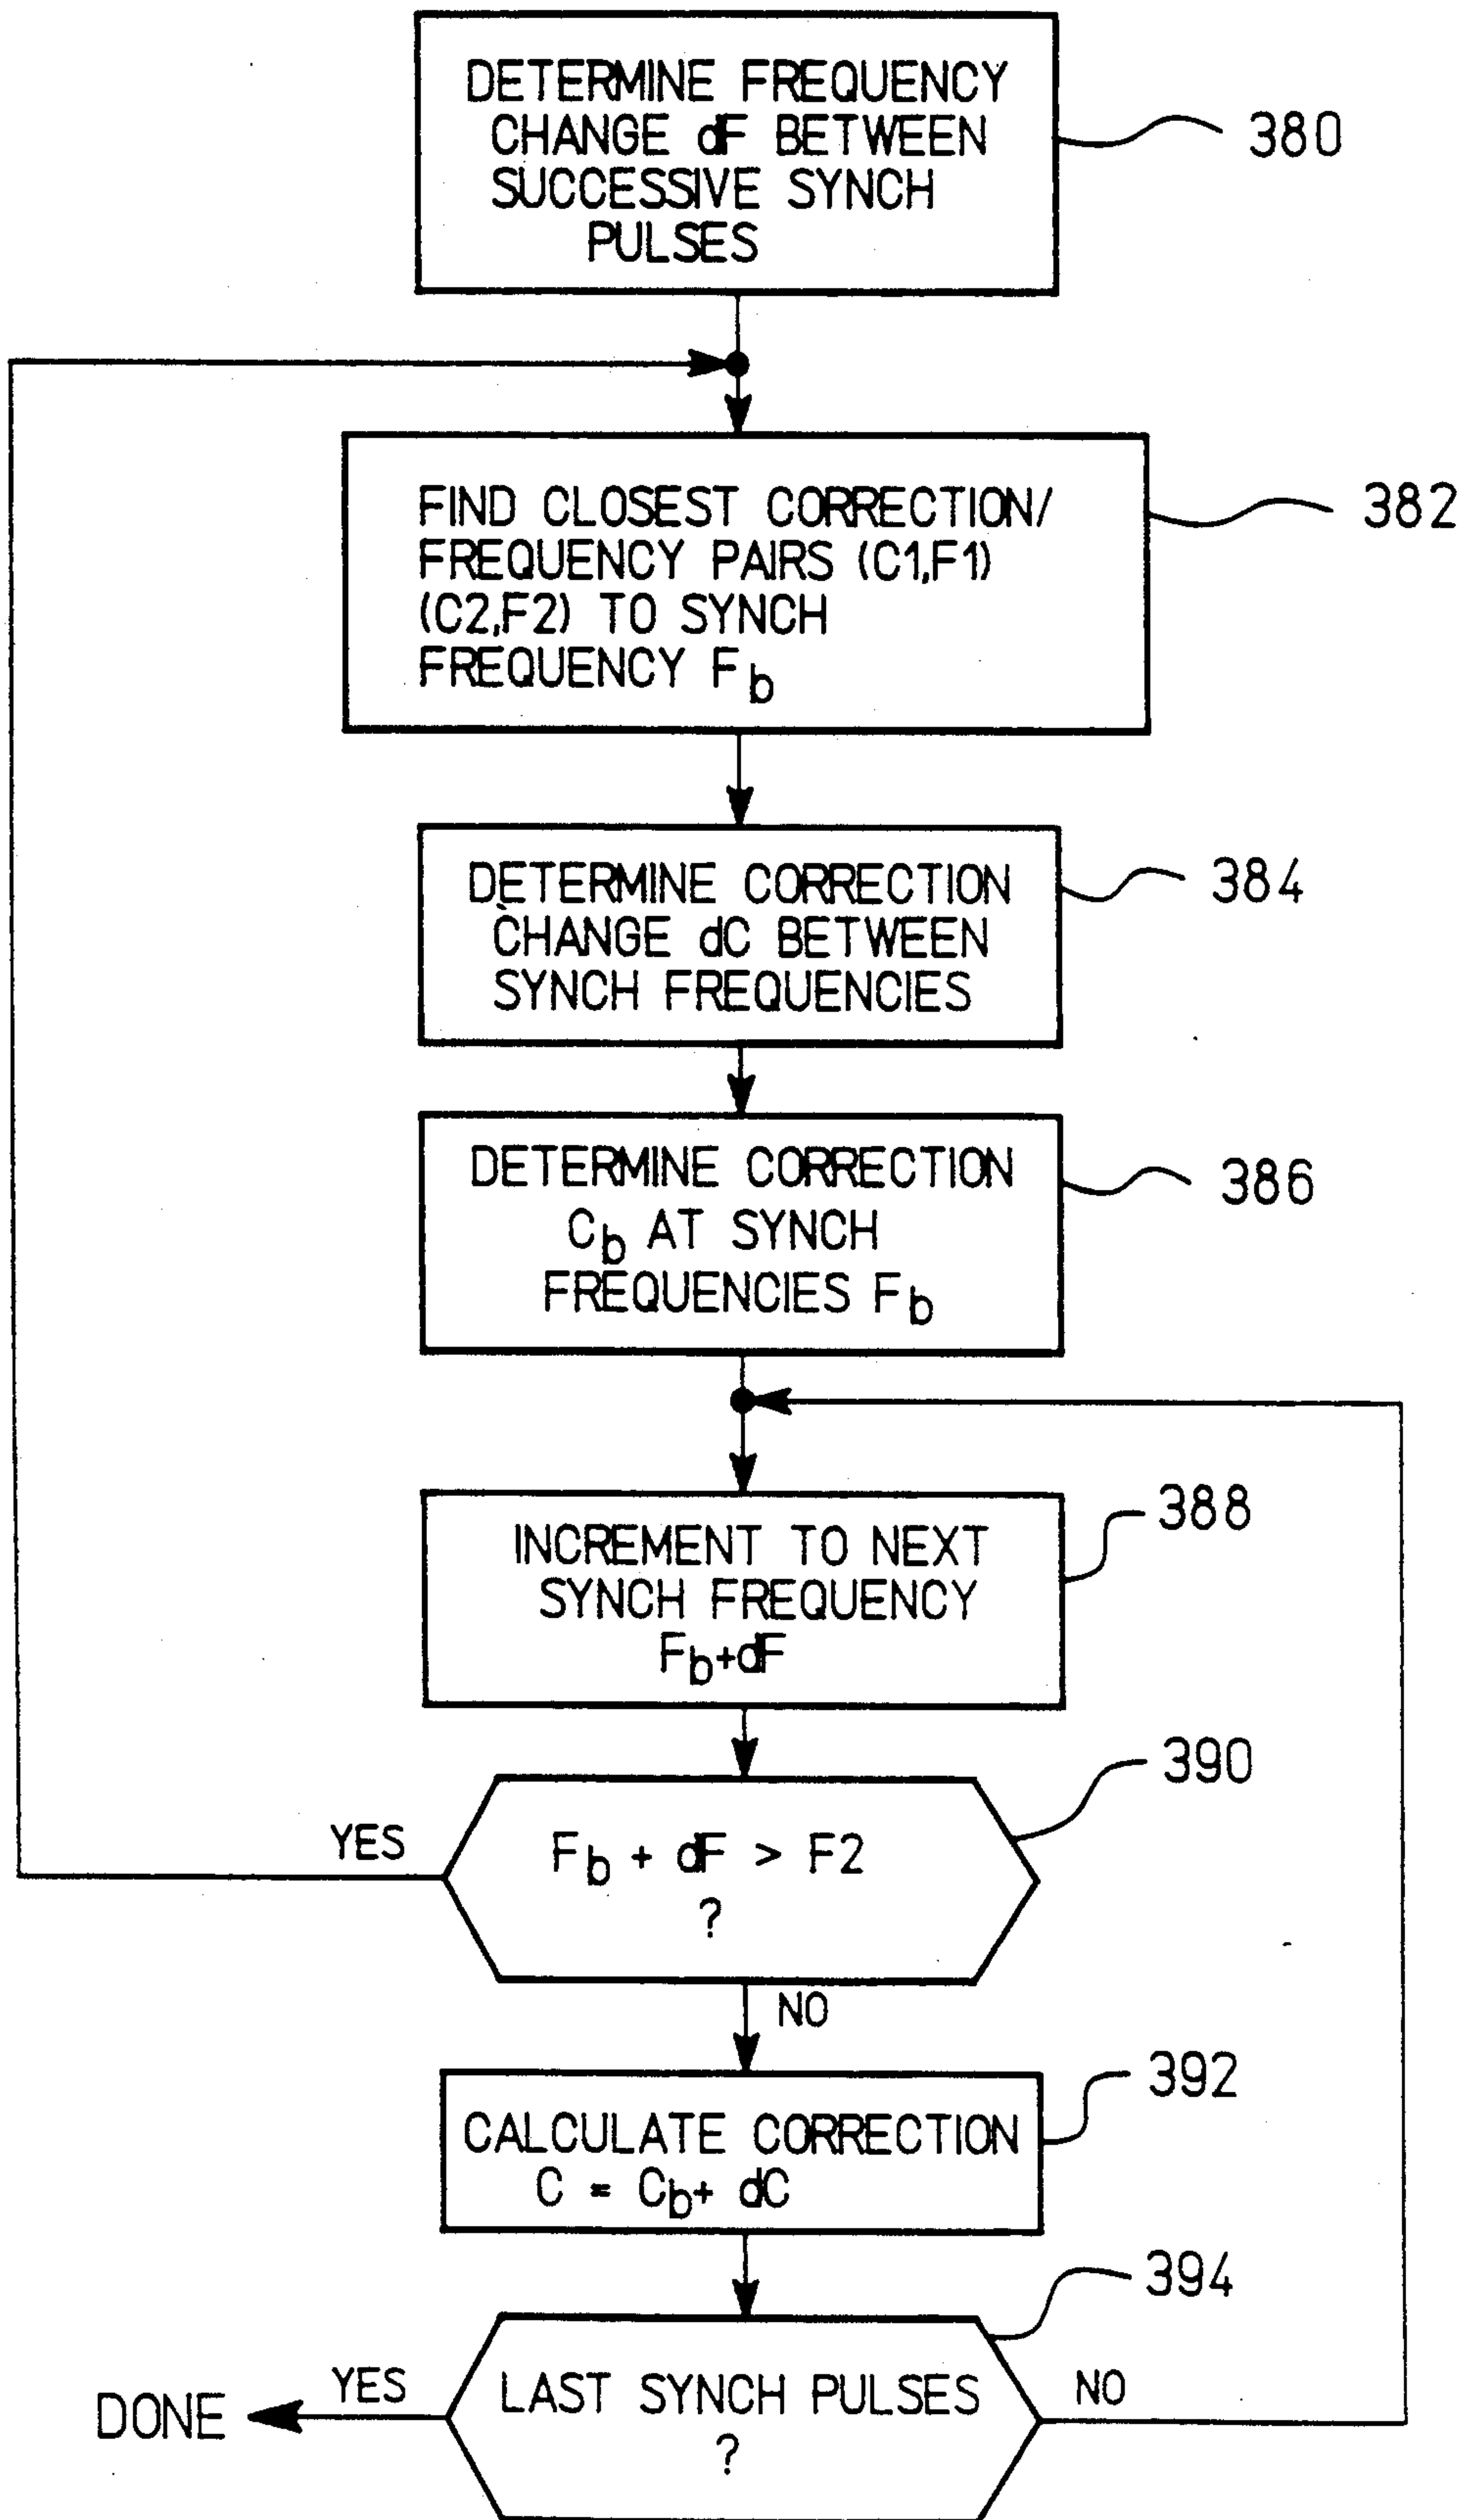 DETERMINE FREQUENCY
CHANGE dF BETWEEN
SUCCESSIVE SYNCH
PULSES
380
FIND CLOSEST CORRECTION/
FREQUENCY PAIRS (C1,F1)
(C2,F2) TO SYNCH
FREQUENCY Fb
382
DETERMINE CORRECTION
CHANGE dC BETWEEN
SYNCH FREQUENCIES
384
DETERMINE CORRECTION
Cb AT SYNCH
FREQUENCIES Fb
386
INCREMENT TO NEXT
SYNCH FREQUENCY
Fb+dF
388
390
YES
Fb + dF > F2
?
NO
392
CALCULATE CORRECTION
C = Cb+ dC
394
DONE
YES
LAST SYNCH PULSES
?
NO